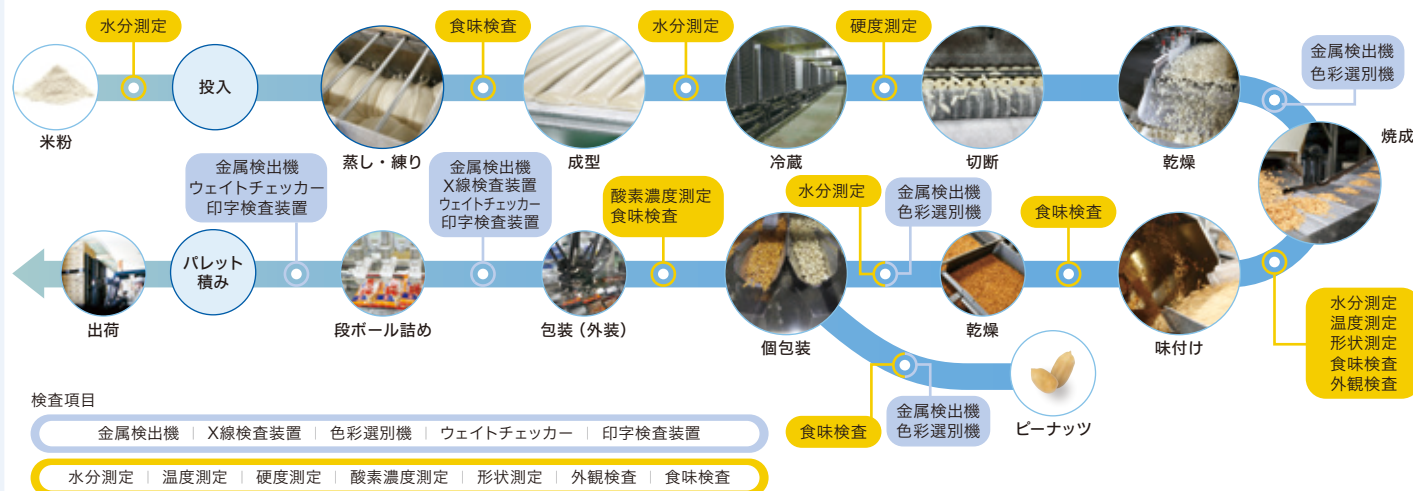 水分測定
食味検査
水分測定
硬度測定
金属検出機
色彩選別機
米粉
投入
蒸し・練り
成型
冷蔵
切断
乾燥
焼成
金属検出機
ウェイトチェッカー
印字検査装置
金属検出機
X線検査装置
ウェイトチェッカー
印字検査装置
酸素濃度測定
食味検査
水分測定
金属検出機
色彩選別機
食味検査
出荷
パレット
積み
段ボール詰め
包装(外装)
個包装
乾燥
味付け
水分測定
温度測定
形状測定
食味検査
外観検査
食味検査
金属検出機
色彩選別機
ピーナッツ
検査項目
金属検出機 | X線検査装置 | 色彩選別機 | ウェイトチェッカー | 印字検査装置
水分測定 | 温度測定 | 硬度測定 | 酸素濃度測定 | 形状測定 | 外観検査 | 食味検査